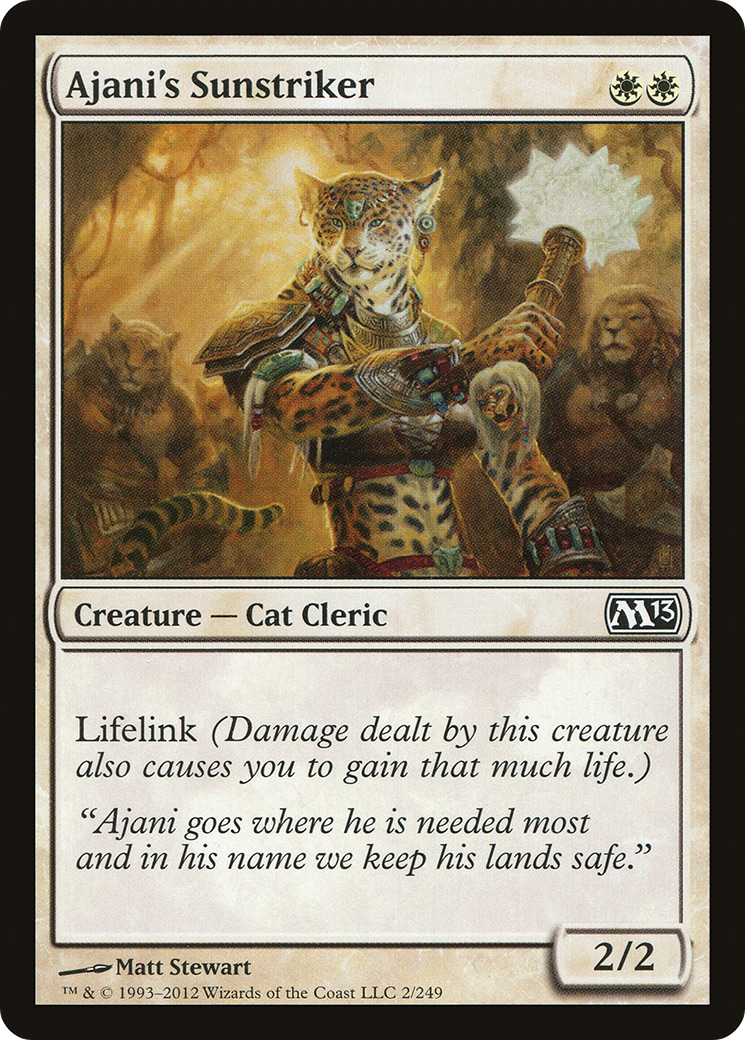 Ajani's Sunstriker
Creature — Cat Cleric
M13
Lifelink (Damage dealt by this creature
also causes you to gain that much life.)
“Ajani goes where he is needed most
and in his name we keep his lands safe.”
2/2
Matt Stewart
™ & © 1993–2012 Wizards of the Coast LLC 2/249